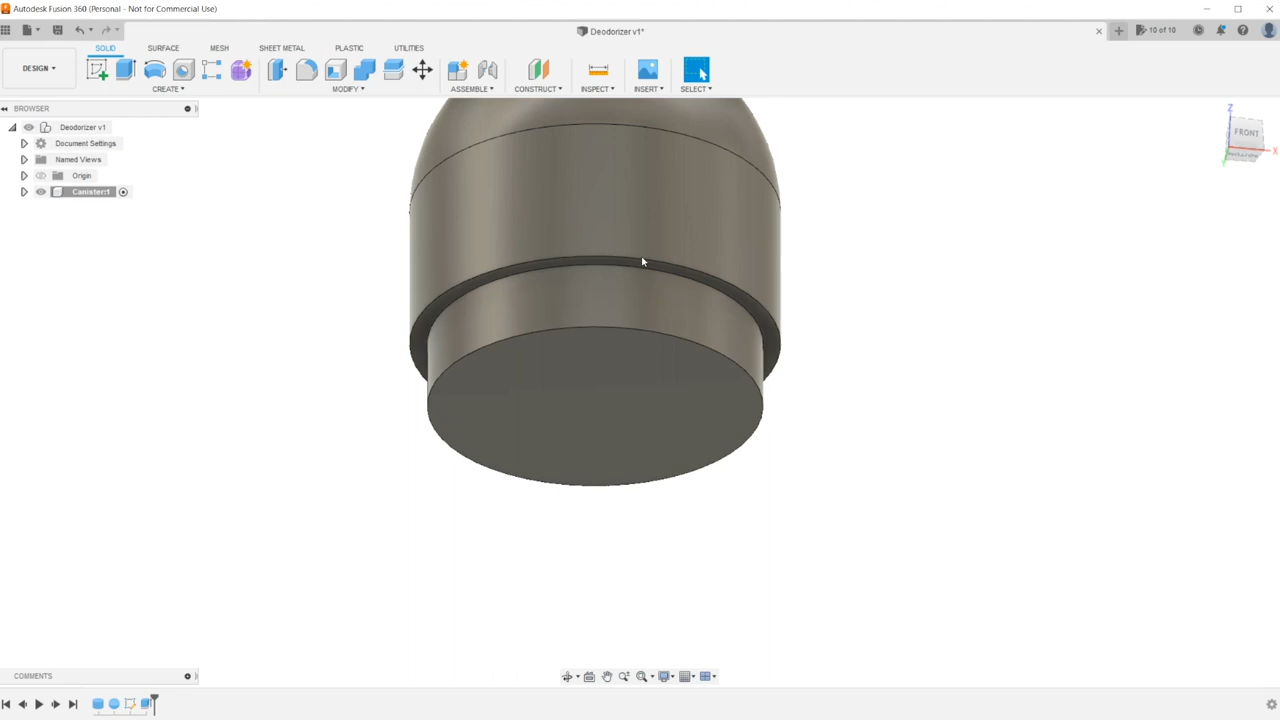 Autodesk Fusion 360 (Personal - Not for Commercial Use)
Deodorizer v1*
10 of 10
SOLID SURFACE MESH SHEET METAL PLASTIC UTILITIES
DESIGN
CREATE MODIFY ASSEMBLE CONSTRUCT INSPECT INSERT SELECT
BROWSER
Deodorizer v1
Document Settings
Named Views
Origin
Canister:1
Z
FRONT
X
Y
COMMENTS